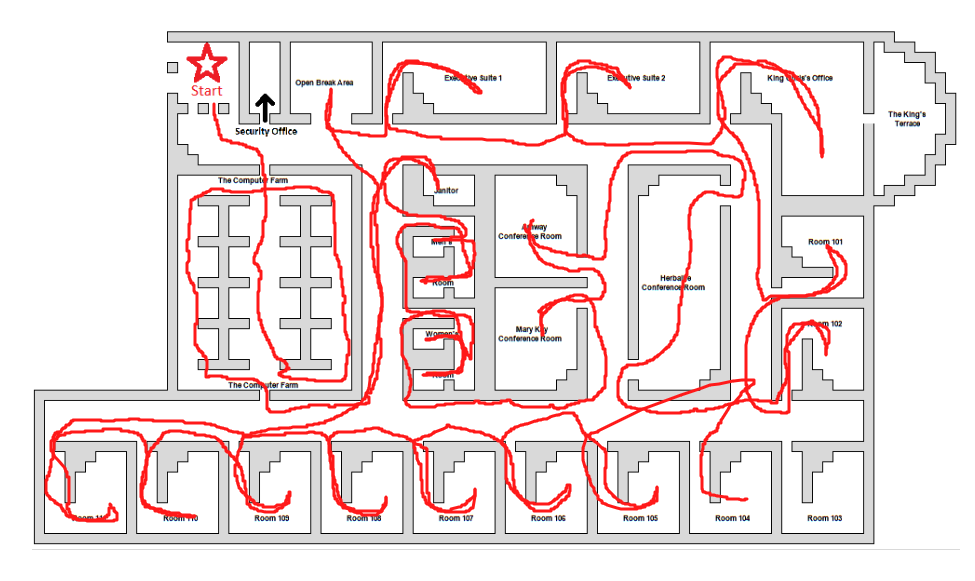 Start
Open Break Area
Executive Suite 1
Executive Suite 2
King Chris's Office
The King's
Terrace
Security Office
The Computer Farm
Janitor
Amway
Conference Room
Men's
Room
Room 101
Herbalife
Conference Room
Mary Kay
Conference Room
Women's
Room
Room 102
The Computer Farm
Room 110
Room 109
Room 108
Room 107
Room 106
Room 105
Room 104
Room 103